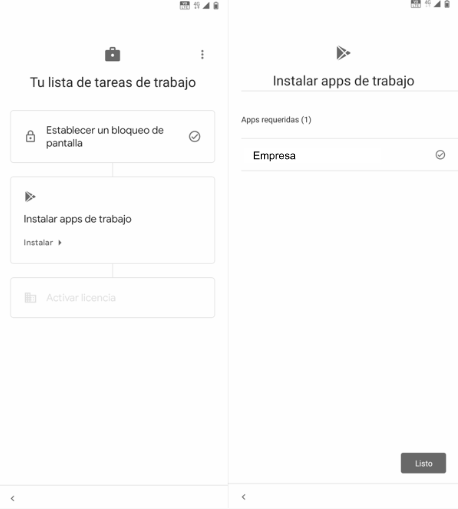 Tu lista de tareas de trabajo
Establecer un bloqueo de
pantalla
Instalar apps de trabajo
Instalar
Activar licencia
Instalar apps de trabajo
Apps requeridas (1)
Empresa
Listo